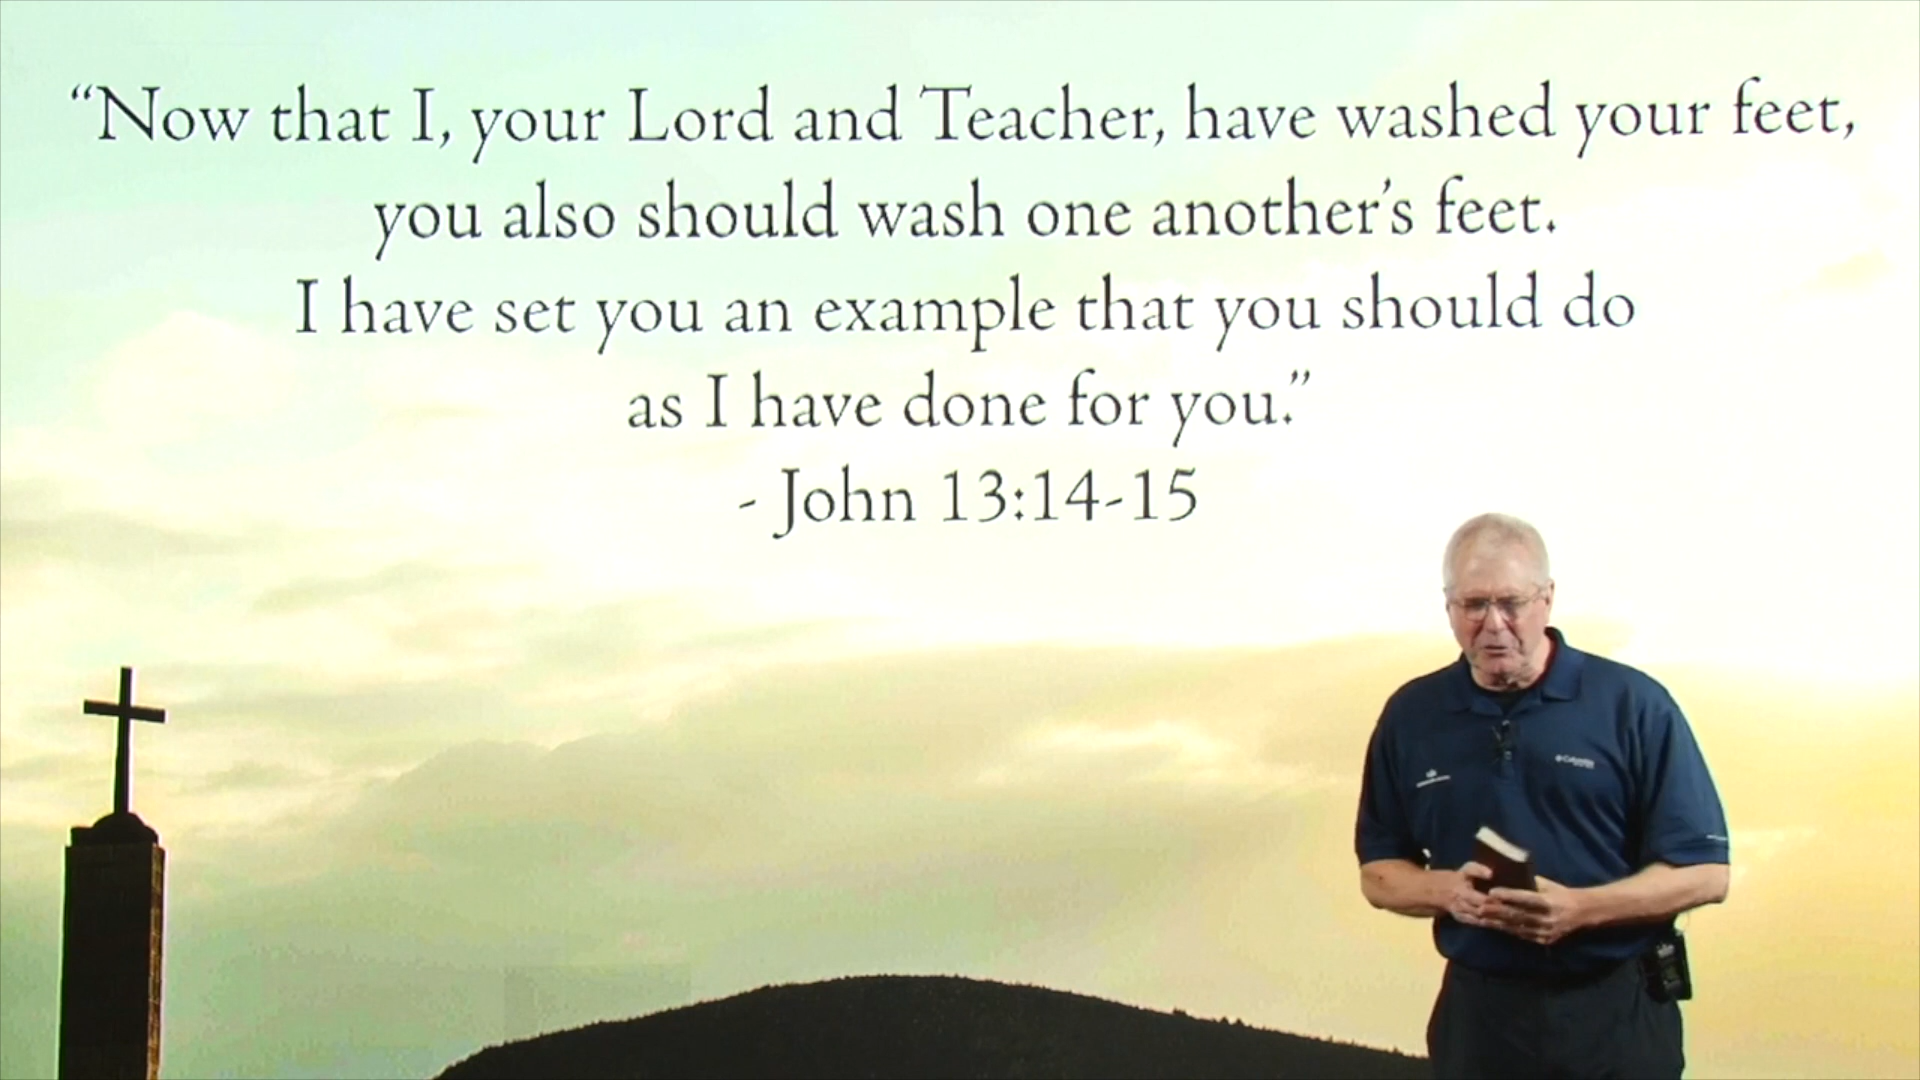 “Now that I, your Lord and Teacher, have washed your feet,
you also should wash one another’s feet.
I have set you an example that you should do
as I have done for you.”
- John 13:14-15
Columbia